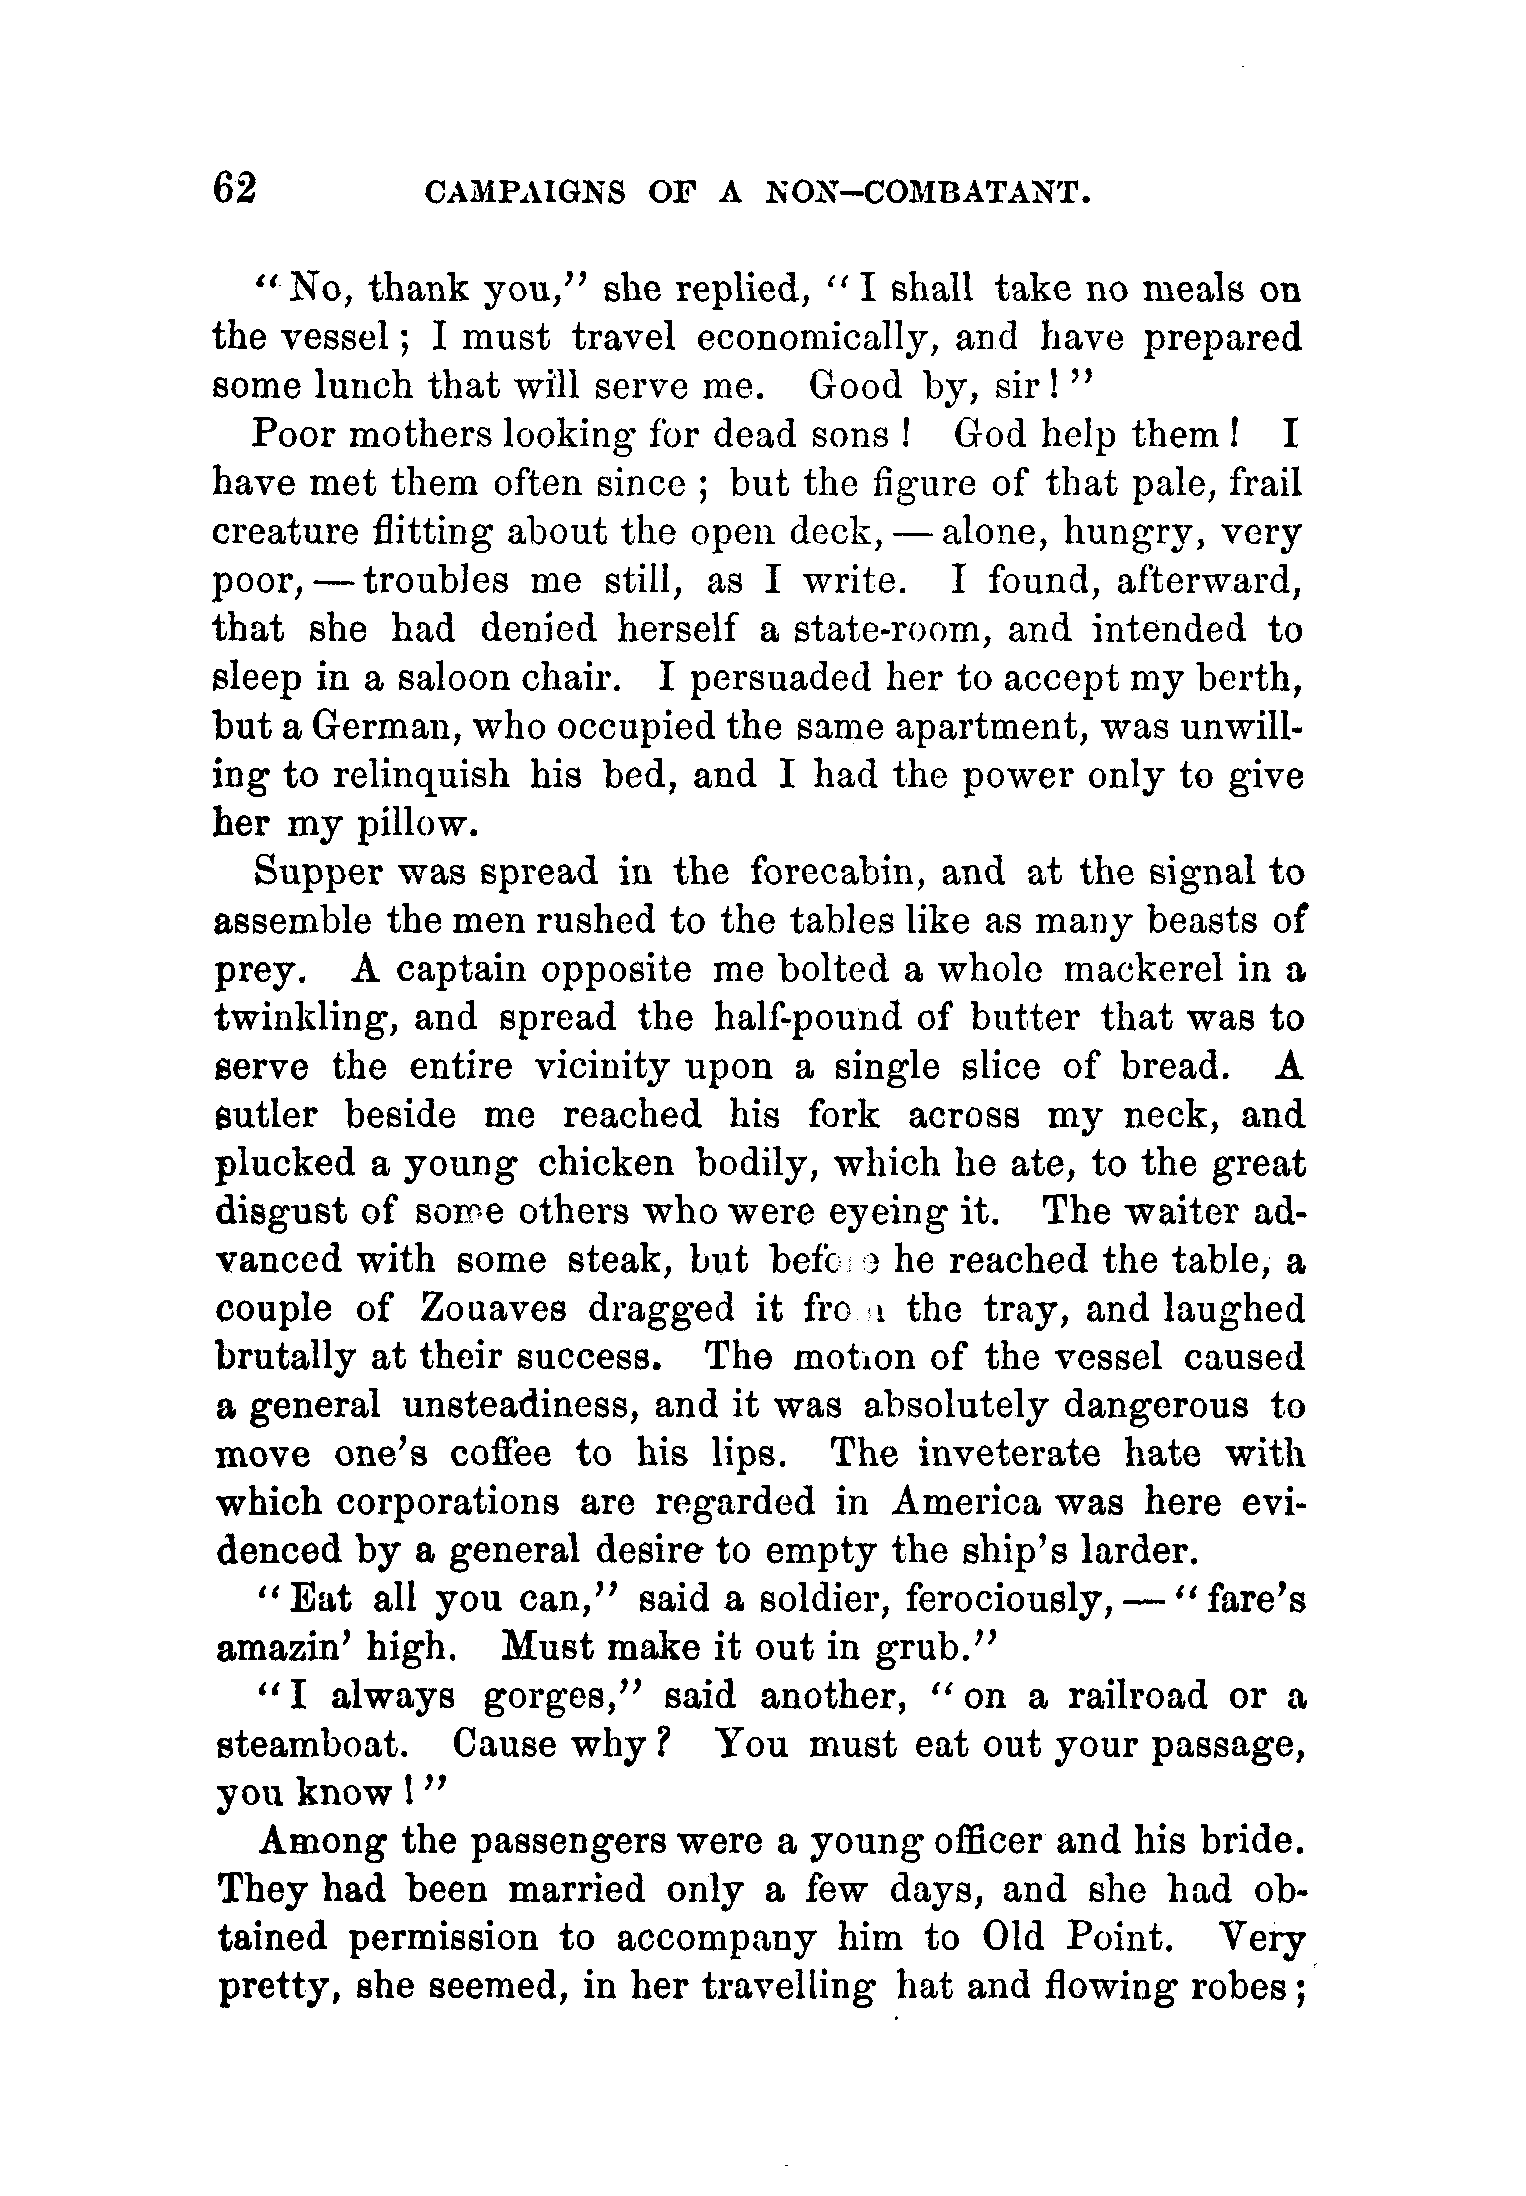 62 CAMPAIGNS OF A NON-COMBATANT.
"No, thank you," she replied, "I shall take no meals on
the vessel; I must travel economically, and have prepared
some lunch that will serve me. Good by, sir!"
Poor mothers looking for dead sons! God help them! I
have met them often since; but the figure of that pale, frail
creature flitting about the open deck,—alone, hungry, very
poor,—troubles me still, as I write. I found, afterward,
that she had denied herself a state-room, and intended to
sleep in a saloon chair. I persuaded her to accept my berth,
but a German, who occupied the same apartment, was unwill-
ing to relinquish his bed, and I had the power only to give
her my pillow.
Supper was spread in the forecabin, and at the signal to
assemble the men rushed to the tables like as many beasts of
prey. A captain opposite me bolted a whole mackerel in a
twinkling, and spread the half-pound of butter that was to
serve the entire vicinity upon a single slice of bread. A
sutler beside me reached his fork across my neck, and
plucked a young chicken bodily, which he ate, to the great
disgust of some others who were eyeing it. The waiter ad-
vanced with some steak, but before he reached the table, a
couple of Zouaves dragged it from the tray, and laughed
brutally at their success. The motion of the vessel caused
a general unsteadiness, and it was absolutely dangerous to
move one's coffee to his lips. The inveterate hate with
which corporations are regarded in America was here evi-
denced by a general desire to empty the ship's larder.
"Eat all you can," said a soldier, ferociously,—"fare's
amazin' high. Must make it out in grub."
"I always gorges," said another, "on a railroad or a
steamboat. Cause why? You must eat out your passage,
you know!"
Among the passengers were a young officer and his bride.
They had been married only a few days, and she had ob-
tained permission to accompany him to Old Point. Very
pretty, she seemed, in her travelling hat and flowing robes;